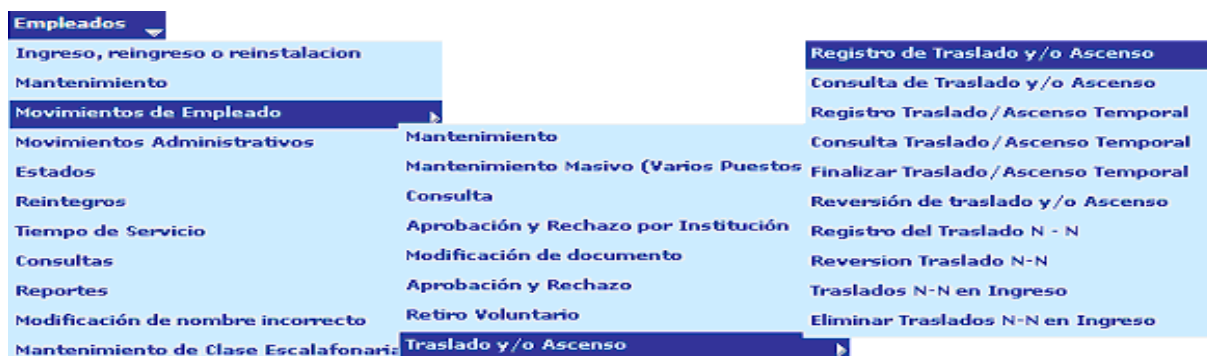 Empleados
Ingreso, reingreso o reinstalacion
Mantenimiento
Movimientos de Empleado
Movimientos Administrativos
Estados
Reintegros
Tiempo de Servicio
Consultas
Reportes
Modificación de nombre incorrecto
Mantenimiento de Clase Escalafonaria
Mantenimiento
Mantenimiento Masivo (Varios Puestos
Consulta
Aprobación y Rechazo por Institución
Modificación de documento
Aprobación y Rechazo
Retiro Voluntario
Traslado y/o Ascenso
Registro de Traslado y/o Ascenso
Consulta de Traslado y/o Ascenso
Registro Traslado/Ascenso Temporal
Consulta Traslado/Ascenso Temporal
Finalizar Traslado/Ascenso Temporal
Reversión de traslado y/o Ascenso
Registro del Traslado N - N
Reversion Traslado N-N
Traslados N-N en Ingreso
Eliminar Traslados N-N en Ingreso